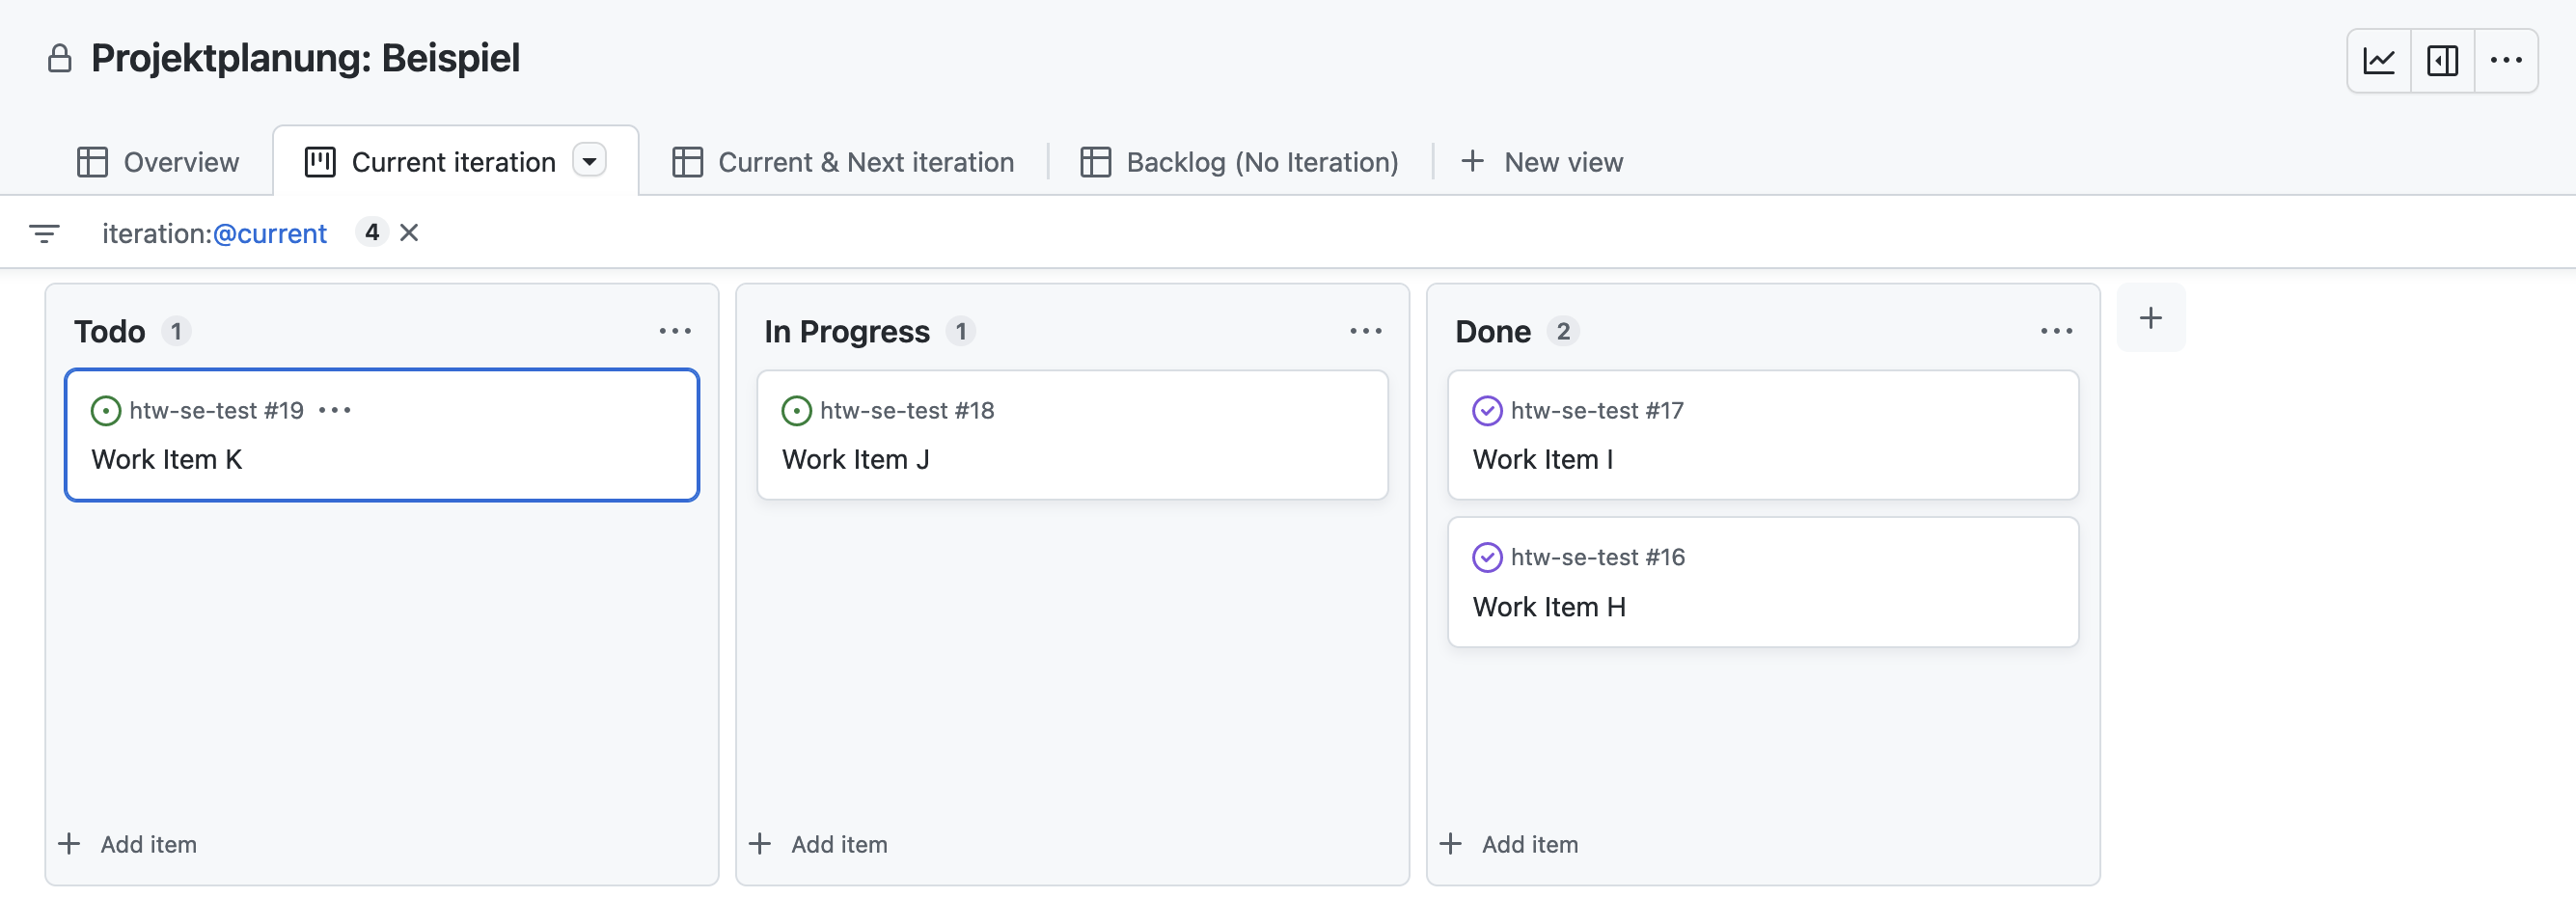 Projektplanung: Beispiel
Overview
Current iteration
Current & Next iteration
Backlog (No Iteration)
New view
iteration:@current 4
Todo 1
htw-se-test #19
Work Item K
Add item
In Progress 1
htw-se-test #18
Work Item J
Add item
Done 2
htw-se-test #17
Work Item I
htw-se-test #16
Work Item H
Add item